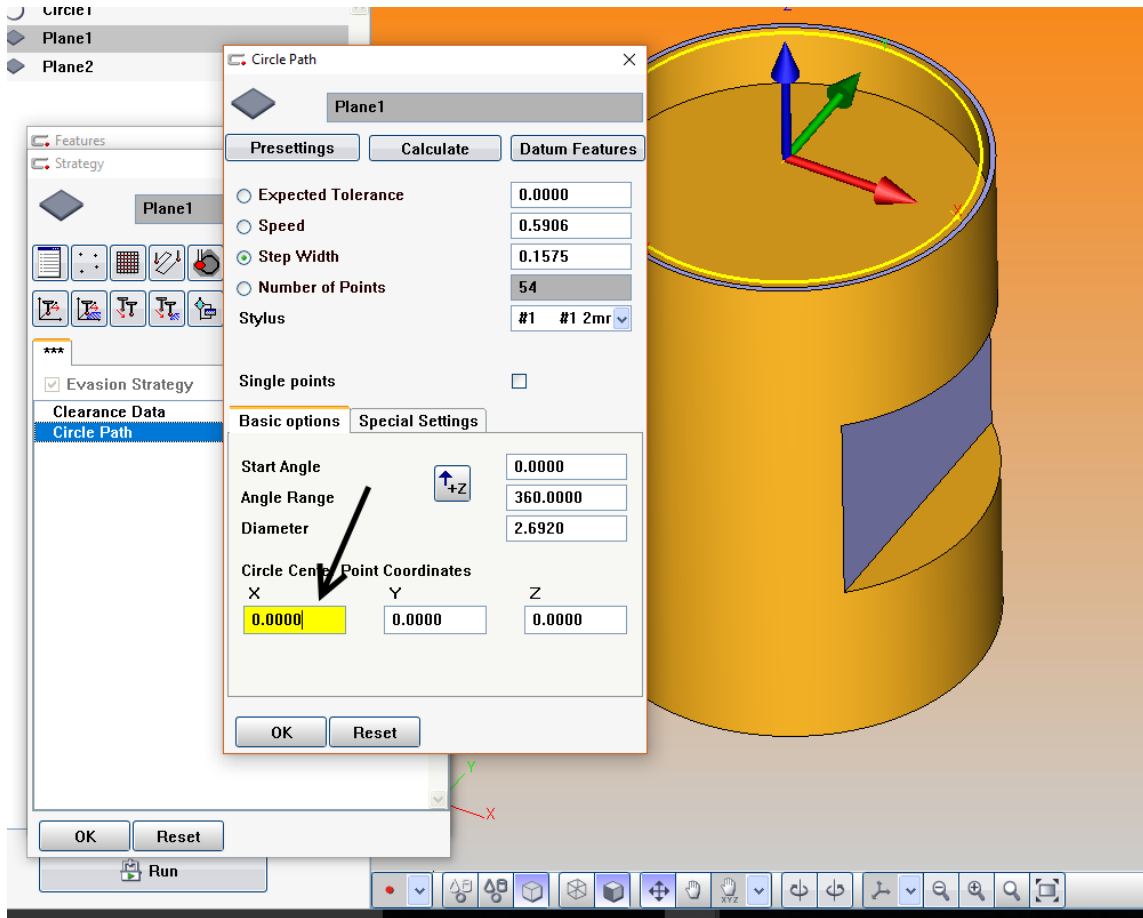 Circle1
Plane1
Plane2
Features
Strategy
Plane1
***
Evasion Strategy
Clearance Data
Circle Path
OK Reset
Run
Circle Path
Plane1
Presettings Calculate Datum Features
Expected Tolerance 0.0000
Speed 0.5906
Step Width 0.1575
Number of Points 54
Stylus #1 #1 2mr
Single points
Basic options Special Settings
Start Angle 0.0000
+Z
Angle Range 360.0000
Diameter 2.6920
Circle Center Point Coordinates
X Y Z
0.0000 0.0000 0.0000
OK Reset
Z
Y
X
Y
X
XYZ